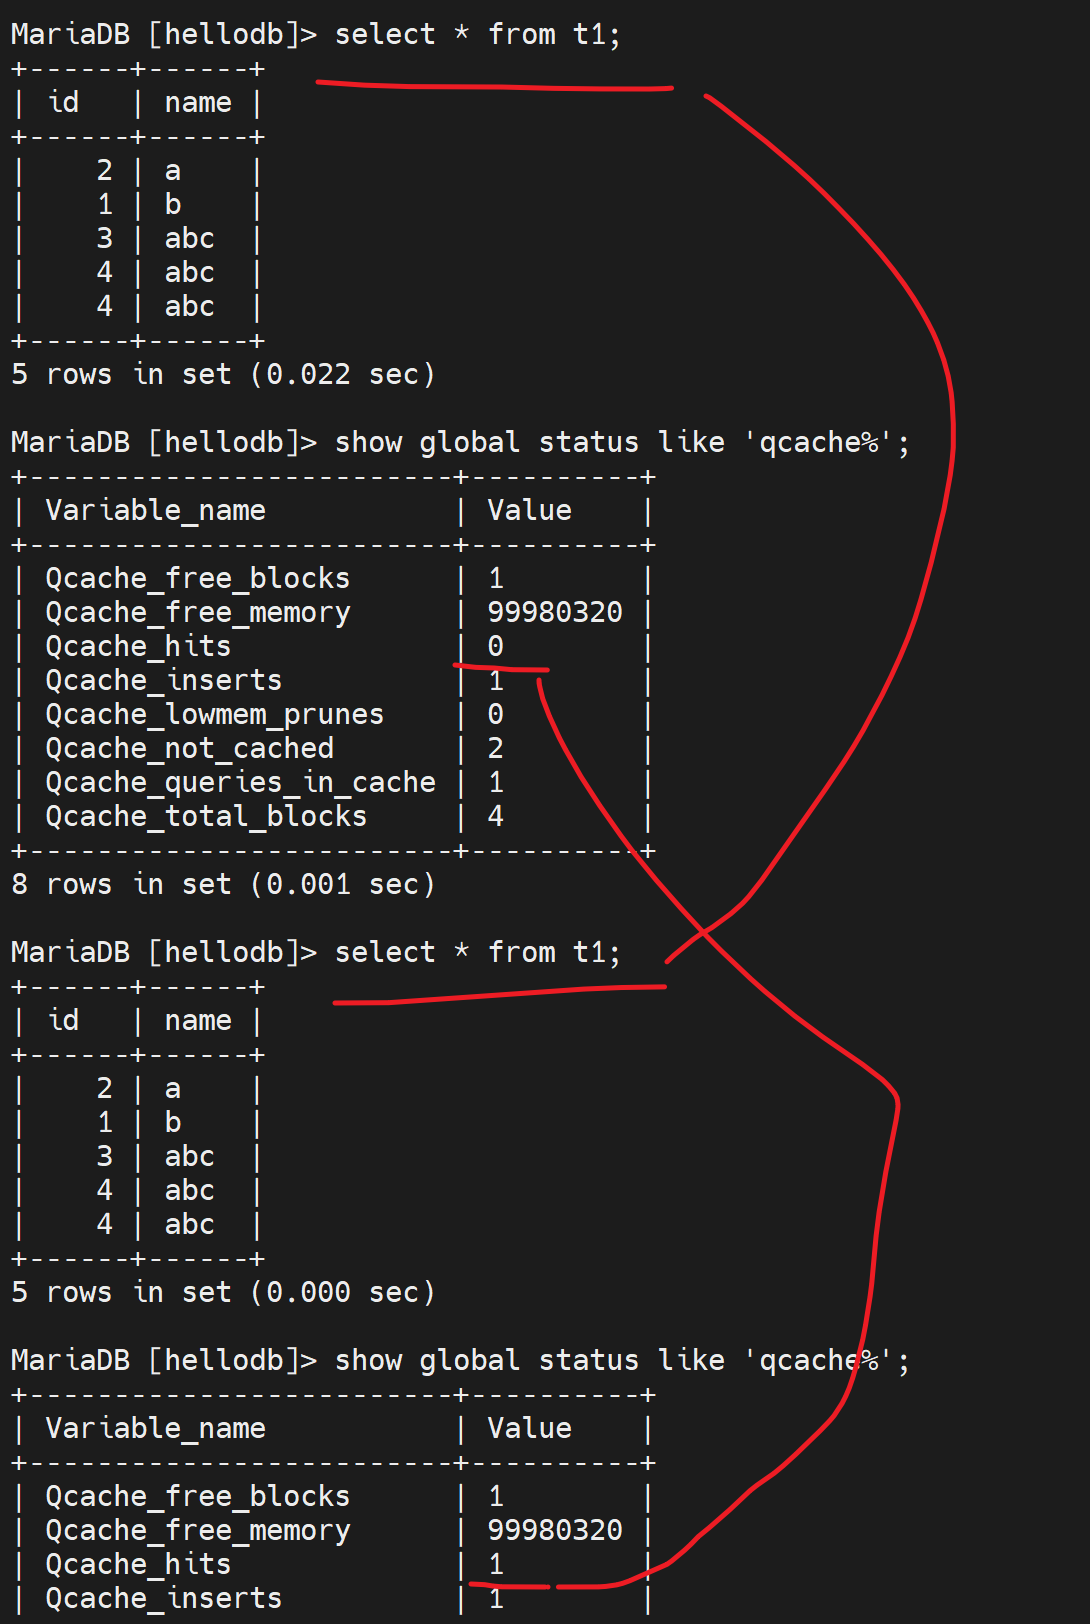 MariaDB [hellodb]> select * from t1;
+------+------+
| id   | name |
+------+------+
|    2 | a    |
|    1 | b    |
|    3 | abc  |
|    4 | abc  |
|    4 | abc  |
+------+------+
5 rows in set (0.022 sec)
MariaDB [hellodb]> show global status like 'qcache%';
+-------------------------+----------+
| Variable_name           | Value    |
+-------------------------+----------+
| Qcache_free_blocks      | 1        |
| Qcache_free_memory      | 99980320 |
| Qcache_hits             | 0        |
| Qcache_inserts          | 1        |
| Qcache_lowmem_prunes    | 0        |
| Qcache_not_cached       | 2        |
| Qcache_queries_in_cache | 1        |
| Qcache_total_blocks     | 4        |
+-------------------------+----------+
8 rows in set (0.001 sec)
MariaDB [hellodb]> select * from t1;
+------+------+
| id   | name |
+------+------+
|    2 | a    |
|    1 | b    |
|    3 | abc  |
|    4 | abc  |
|    4 | abc  |
+------+------+
5 rows in set (0.000 sec)
MariaDB [hellodb]> show global status like 'qcache%';
+-------------------------+----------+
| Variable_name           | Value    |
+-------------------------+----------+
| Qcache_free_blocks      | 1        |
| Qcache_free_memory      | 99980320 |
| Qcache_hits             | 1        |
| Qcache_inserts          | 1        |